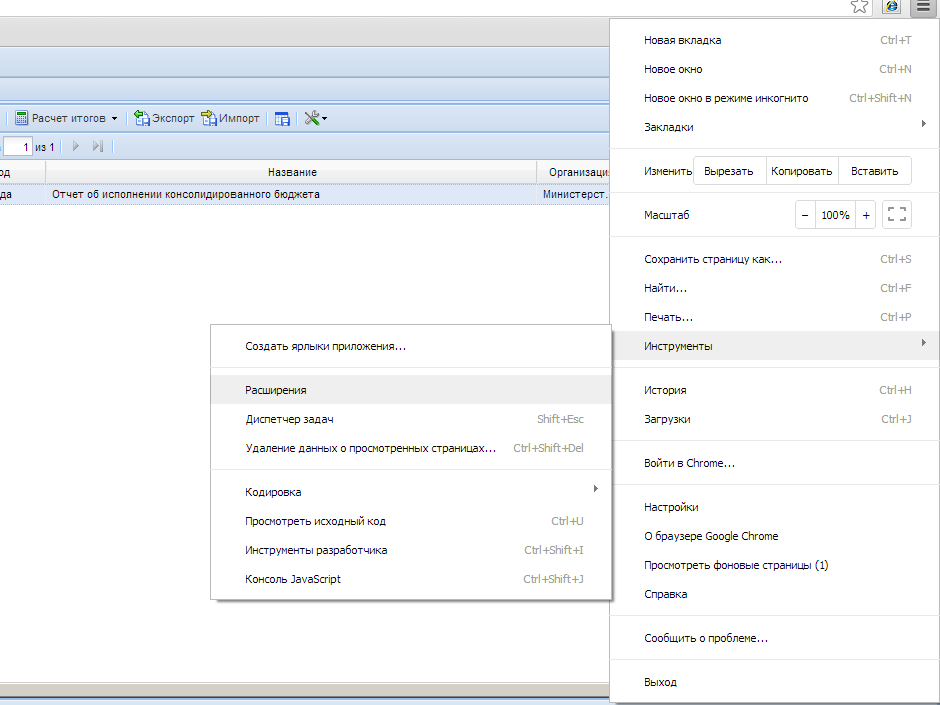 Расчет итогов
Экспорт
Импорт
1 из 1
од
Название
Организаци
да
Отчет об исполнении консолидированного бюджета
Министерст.
Новая вкладка Ctrl+T
Новое окно Ctrl+N
Новое окно в режиме инкогнито Ctrl+Shift+N
Закладки
Изменить Вырезать Копировать Вставить
Масштаб − 100% +
Сохранить страницу как... Ctrl+S
Найти... Ctrl+F
Печать... Ctrl+P
Инструменты
История Ctrl+H
Загрузки Ctrl+J
Войти в Chrome...
Настройки
О браузере Google Chrome
Просмотреть фоновые страницы (1)
Справка
Сообщить о проблеме...
Выход
Создать ярлыки приложения...
Расширения
Диспетчер задач Shift+Esc
Удаление данных о просмотренных страницах... Ctrl+Shift+Del
Кодировка
Просмотреть исходный код Ctrl+U
Инструменты разработчика Ctrl+Shift+I
Консоль JavaScript Ctrl+Shift+J